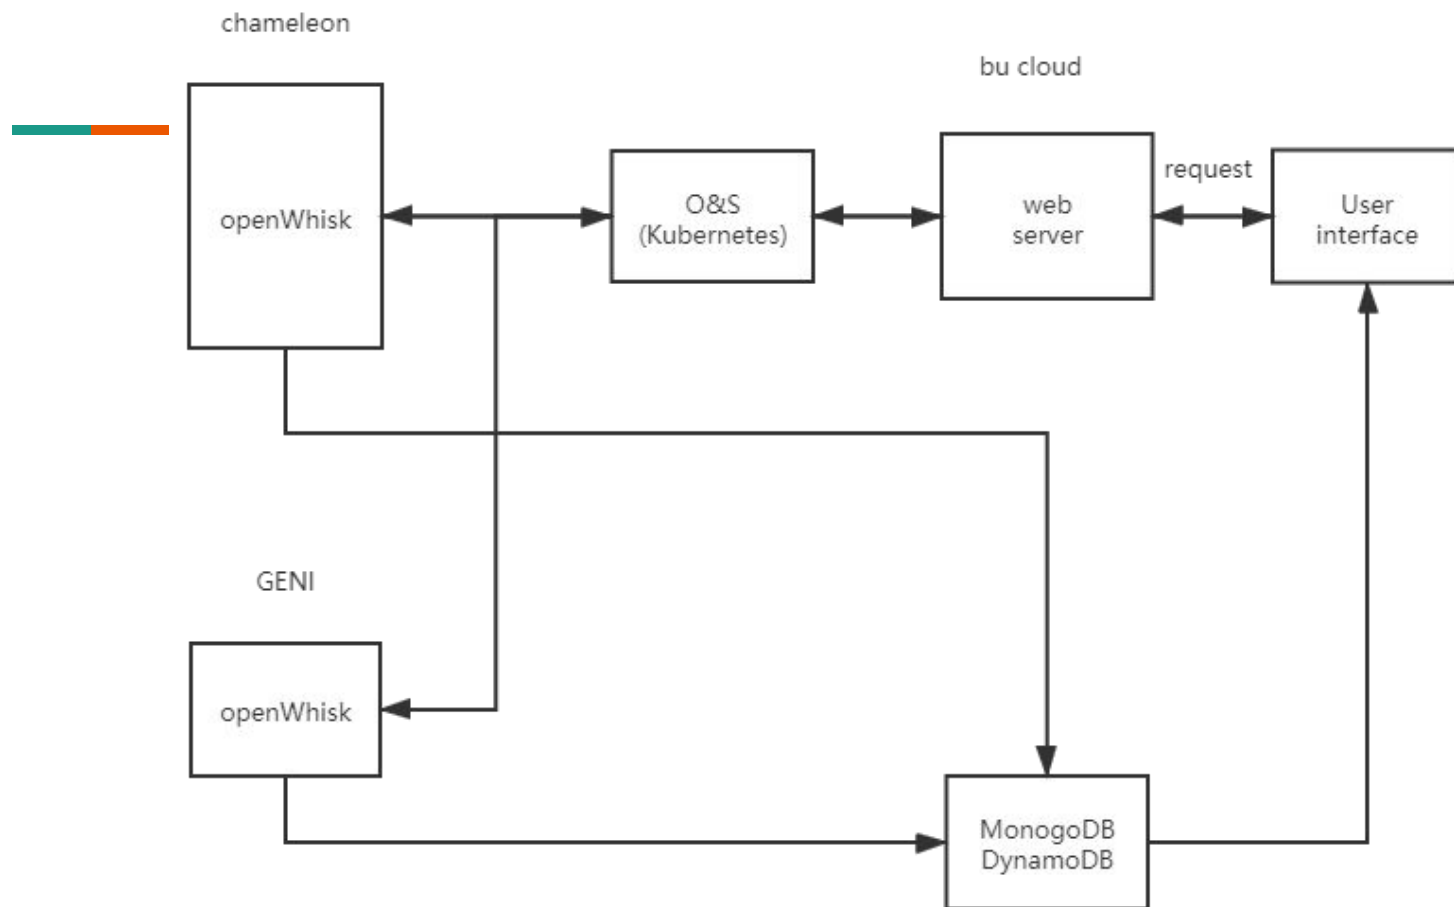 chameleon
bu cloud
openWhisk
O&S
(Kubernetes)
web
server
request
User
interface
GENI
openWhisk
MonogoDB
DynamoDB